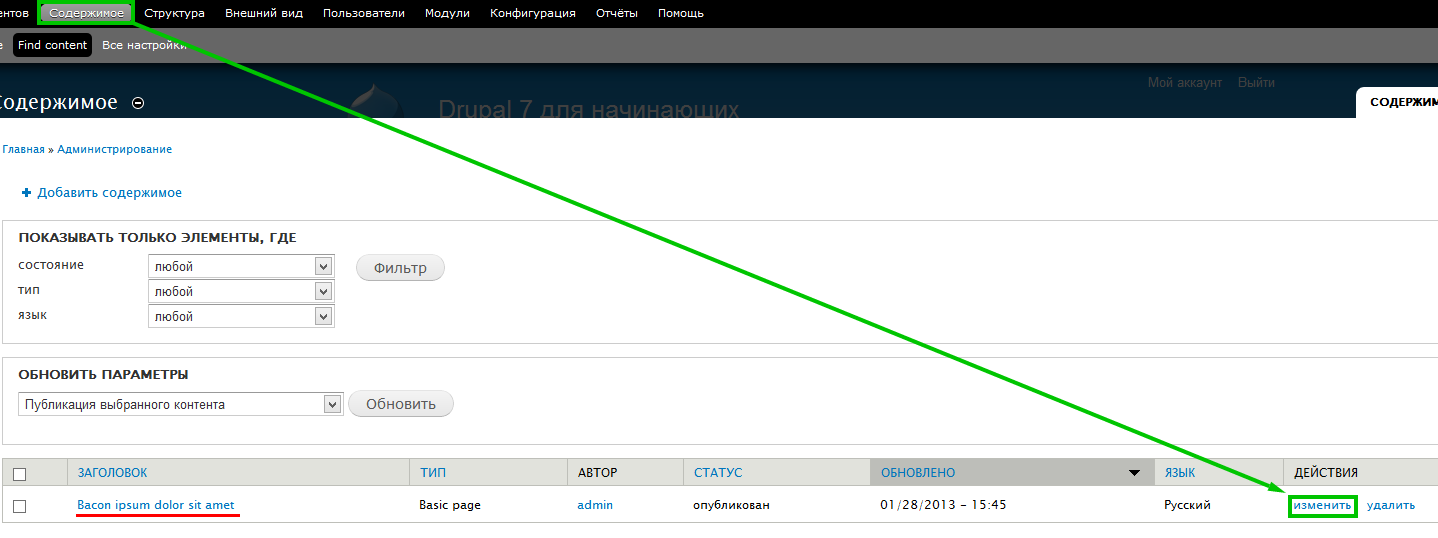 ентов Содержимое Структура Внешний вид Пользователи Модули Конфигурация Отчёты Помощь
е Find content Все настройки
Мой аккаунт Выйти
Содержимое
Drupal 7 для начинающих
СОДЕРЖИМ
Главная » Администрирование
+ Добавить содержимое
ПОКАЗЫВАТЬ ТОЛЬКО ЭЛЕМЕНТЫ, ГДЕ
состояние любой Фильтр
тип любой
язык любой
ОБНОВИТЬ ПАРАМЕТРЫ
Публикация выбранного контента Обновить
ЗАГОЛОВОК ТИП АВТОР СТАТУС ОБНОВЛЕНО ЯЗЫК ДЕЙСТВИЯ
Bacon ipsum dolor sit amet Basic page admin опубликован 01/28/2013 - 15:45 Русский изменить удалить